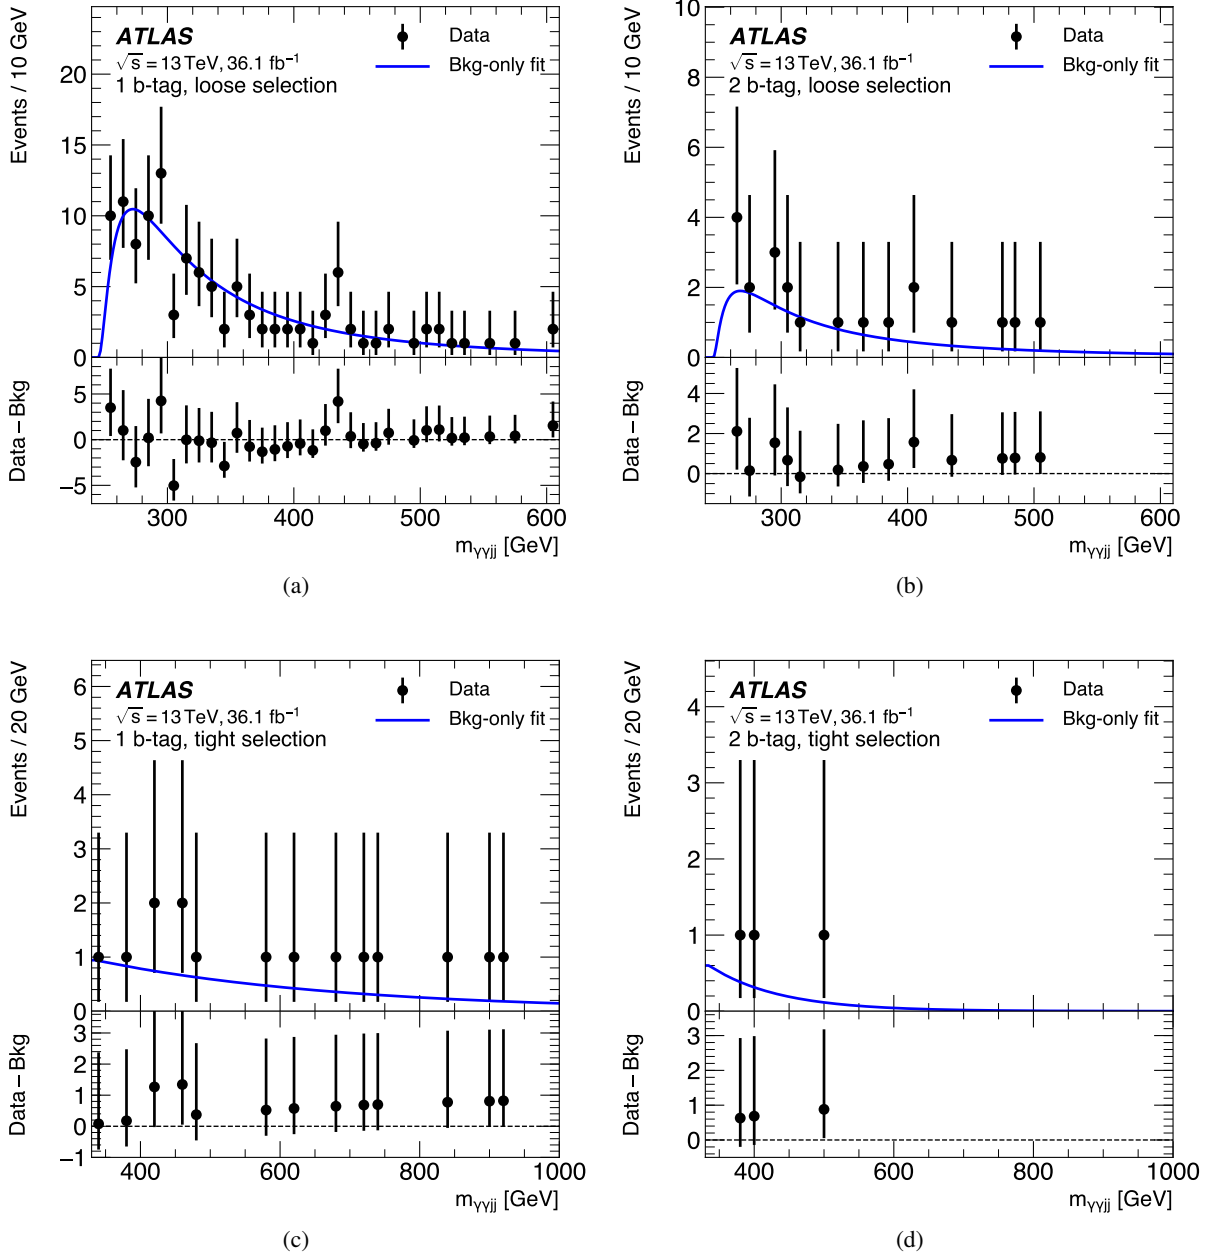 ATLAS
√s = 13 TeV, 36.1 fb⁻¹
1 b-tag, loose selection
Data
Bkg-only fit
Events / 10 GeV
20
15
10
5
0
Data−Bkg
5
0
−5
300 400 500 600
m_γγjj [GeV]
(a)
ATLAS
√s = 13 TeV, 36.1 fb⁻¹
2 b-tag, loose selection
Data
Bkg-only fit
Events / 10 GeV
10
8
6
4
2
0
Data−Bkg
4
2
0
300 400 500 600
m_γγjj [GeV]
(b)
ATLAS
√s = 13 TeV, 36.1 fb⁻¹
1 b-tag, tight selection
Data
Bkg-only fit
Events / 20 GeV
6
5
4
3
2
1
0
Data−Bkg
3
2
1
0
−1
400 600 800 1000
m_γγjj [GeV]
(c)
ATLAS
√s = 13 TeV, 36.1 fb⁻¹
2 b-tag, tight selection
Data
Bkg-only fit
Events / 20 GeV
4
3
2
1
0
Data−Bkg
3
2
1
0
400 600 800 1000
m_γγjj [GeV]
(d)